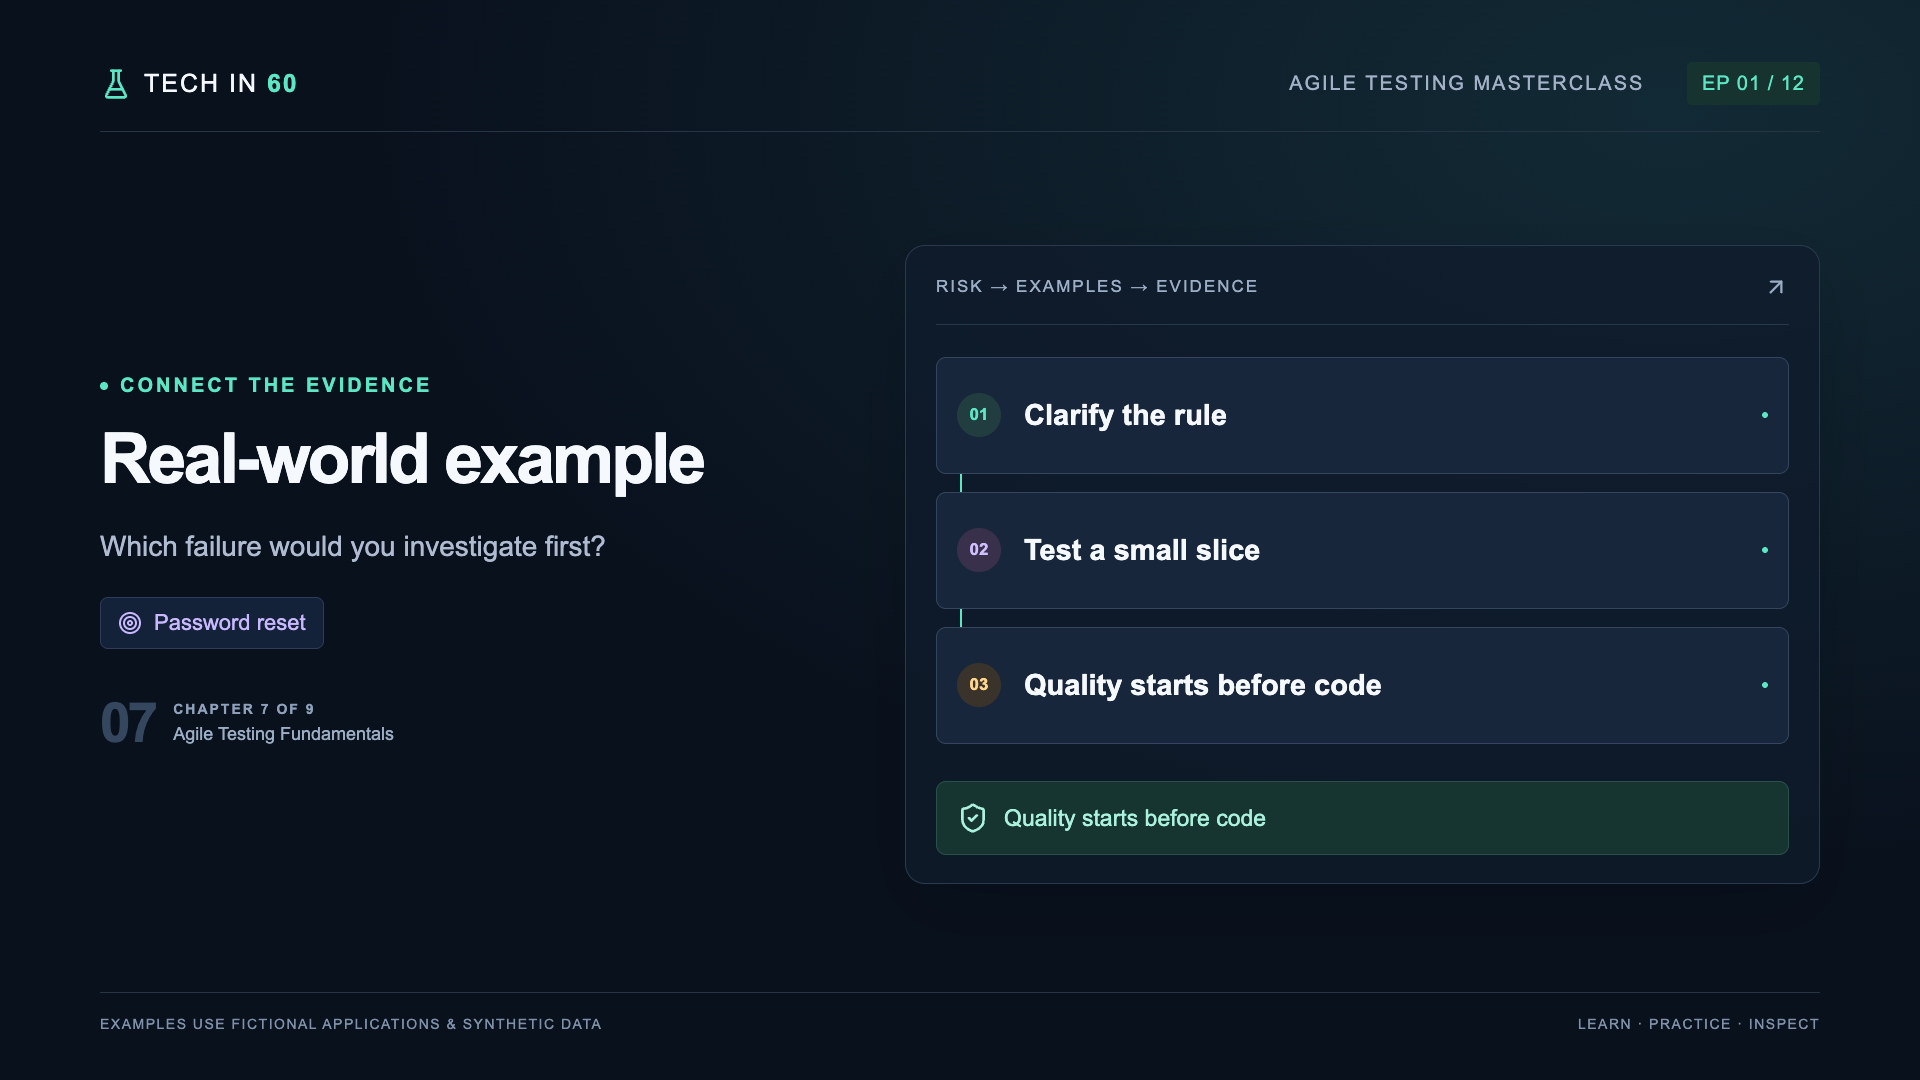 TECH IN 60
AGILE TESTING MASTERCLASS
EP 01 / 12
CONNECT THE EVIDENCE
Real-world example
Which failure would you investigate first?
Password reset
07
CHAPTER 7 OF 9
Agile Testing Fundamentals
RISK → EXAMPLES → EVIDENCE
01
Clarify the rule
02
Test a small slice
03
Quality starts before code
Quality starts before code
EXAMPLES USE FICTIONAL APPLICATIONS & SYNTHETIC DATA
LEARN · PRACTICE · INSPECT